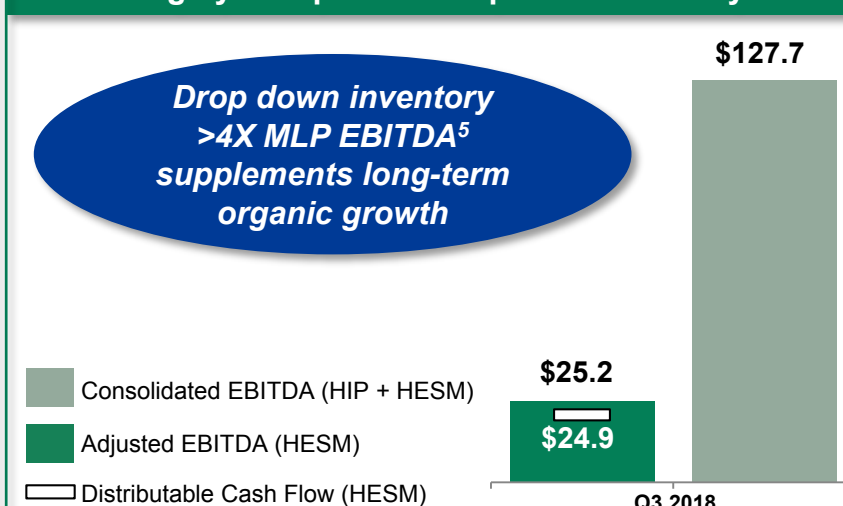 $127.7
Drop down inventory
>4X MLP EBITDA5
supplements long-term
organic growth
$25.2
Consolidated EBITDA (HIP + HESM)
Adjusted EBITDA (HESM)
$24.9
Distributable Cash Flow (HESM)
Q3 2018